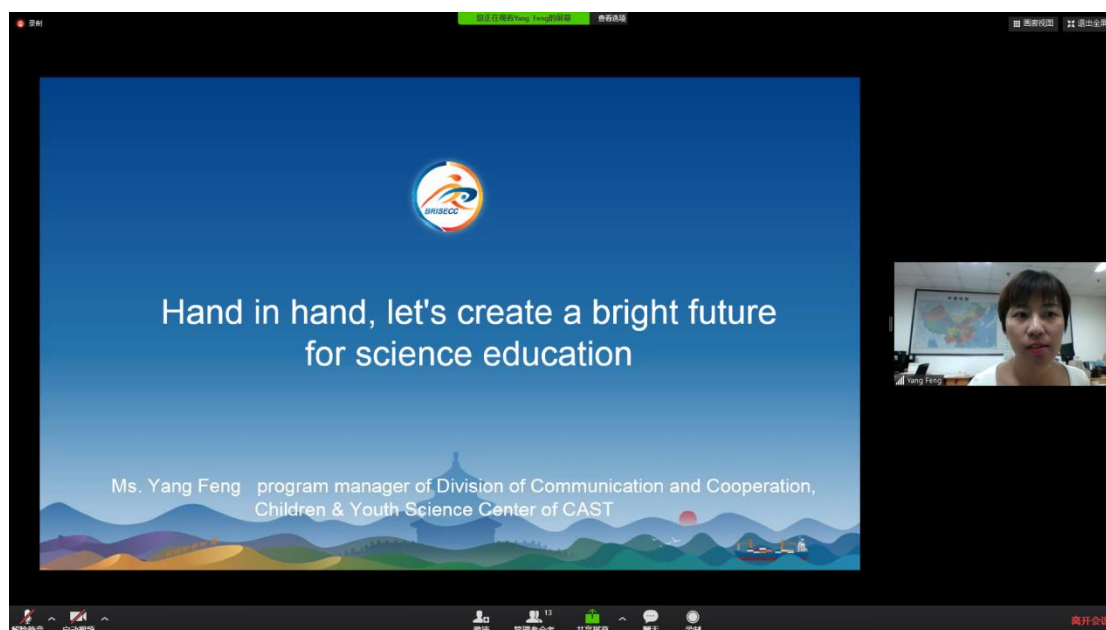 录制
您正在观看Yang Feng的屏幕 查看选项
画廊视图 退出全屏
BRISECC
Hand in hand, let's create a bright future
for science education
Ms. Yang Feng program manager of Division of Communication and Cooperation,
Children & Youth Science Center of CAST
Yang Feng
13
离开会议